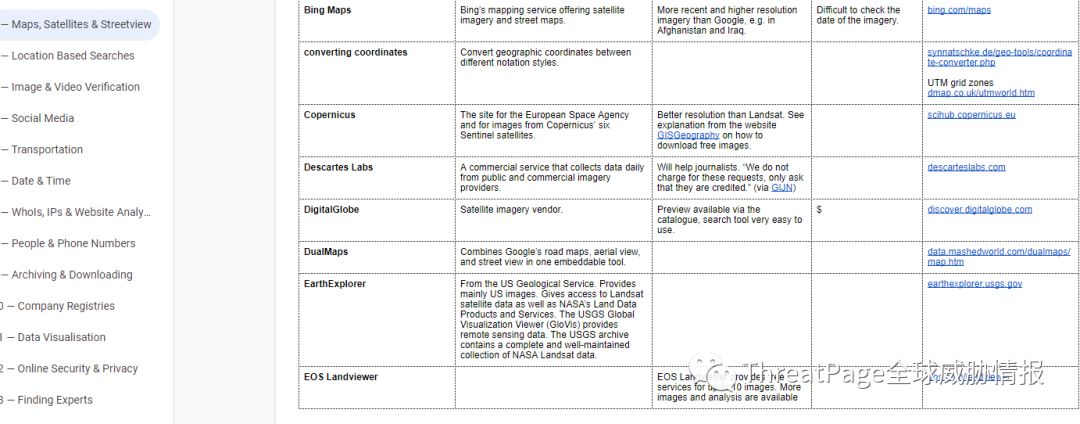 — Maps, Satellites & Streetview
— Location Based Searches
— Image & Video Verification
— Social Media
— Transportation
— Date & Time
— WhoIs, IPs & Website Analy...
— People & Phone Numbers
— Archiving & Downloading
0 — Company Registries
1 — Data Visualisation
2 — Online Security & Privacy
3 — Finding Experts
Bing Maps
Bing's mapping service offering satellite
imagery and street maps.
More recent and higher resolution
imagery than Google, e.g. in
Afghanistan and Iraq.
Difficult to check the
date of the imagery.
bing.com/maps
converting coordinates
Convert geographic coordinates between
different notation styles.
synnatschke.de/geo-tools/coordina
te-converter.php
UTM grid zones
dmap.co.uk/utmworld.htm
Copernicus
The site for the European Space Agency
and for images from Copernicus' six
Sentinel satellites.
Better resolution than Landsat. See
explanation from the website
GISGeography on how to
download free images.
scihub.copernicus.eu
Descartes Labs
A commercial service that collects data daily
from public and commercial imagery
providers.
Will help journalists. "We do not
charge for these requests, only ask
that they are credited." (via GIJN)
descarteslabs.com
DigitalGlobe
Satellite imagery vendor.
Preview available via the
catalogue, search tool very easy to
use.
$
discover.digitalglobe.com
DualMaps
Combines Google's road maps, aerial view,
and street view in one embeddable tool.
data.mashedworld.com/dualmaps/
map.htm
EarthExplorer
From the US Geological Service. Provides
mainly US images. Gives access to Landsat
satellite data as well as NASA's Land Data
Products and Services. The USGS Global
Visualization Viewer (GloVis) provides
remote sensing data. The USGS archive
contains a complete and well-maintained
collection of NASA Landsat data.
earthexplorer.usgs.gov
EOS Landviewer
EOS free
services for 10 images. More
images and analysis are available
ThreatPage全球威胁情报